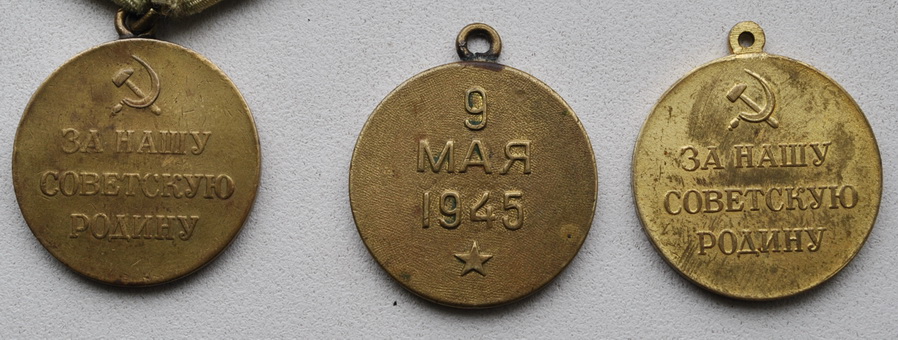 ЗА НАШУ
СОВЕТСКУЮ
РОДИНУ
9
МАЯ
1945
ЗА НАШУ
СОВЕТСКУЮ
РОДИНУ